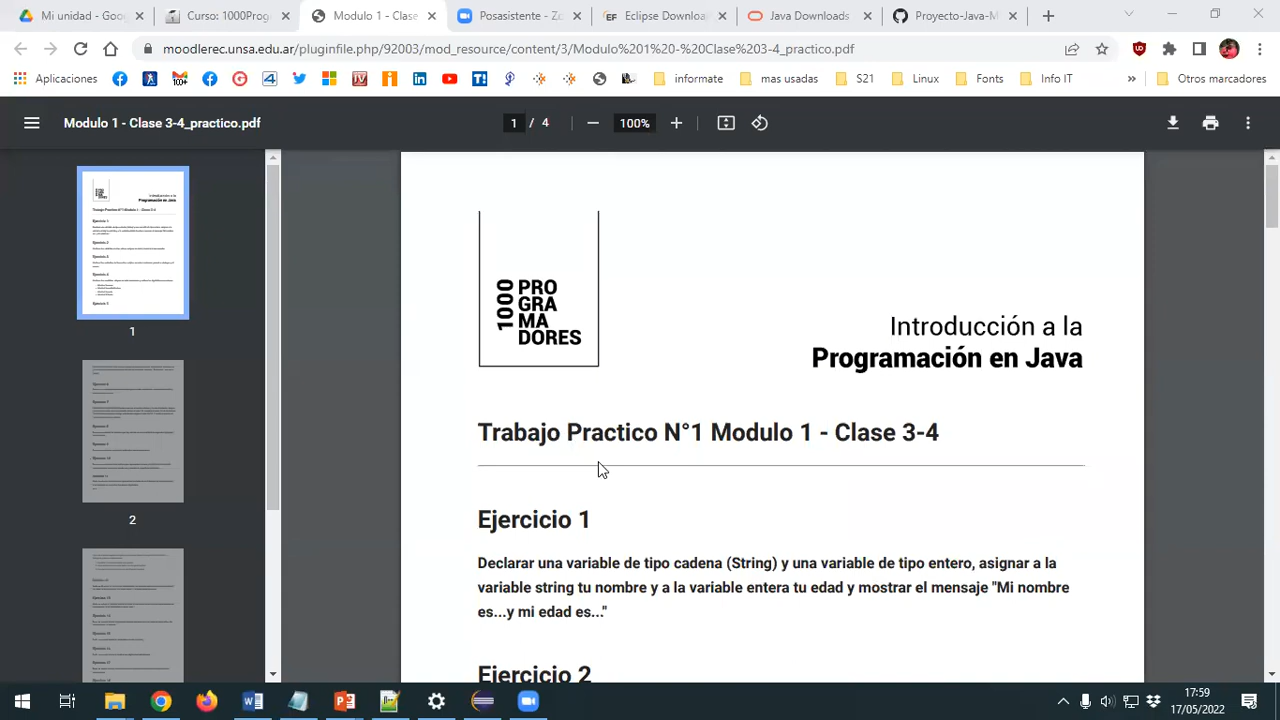 Mi unidad - Goo
Curso: 1000Prog
Modulo 1 - Clase
Posasistente - Zo
Eclipse Download
Java Downloads
Proyecto-Java-M
moodlerec.unsa.edu.ar/pluginfile.php/92003/mod_resource/content/3/Modulo%201%20-%20Clase%203-4_practico.pdf
Aplicaciones
informat
mas usadas
S21
Linux
Fonts
Info IT
»
Otros marcadores
Modulo 1 - Clase 3-4_practico.pdf
1 / 4
100%
1
2
1000
PRO
GRA
MA
DORES
Introducción a la
Programación en Java
Trabajo Practico N°1 Modulo 1 - Clase 3-4
Ejercicio 1
Declarar una variable de tipo cadena (String) y una variable de tipo entero, asignar a la
variable string tu nombre y a la variable entera tu edad y mostrar el mensaje "Mi nombre
es...y mi edad es..."
Ejercicio 2
17:59
17/05/2022